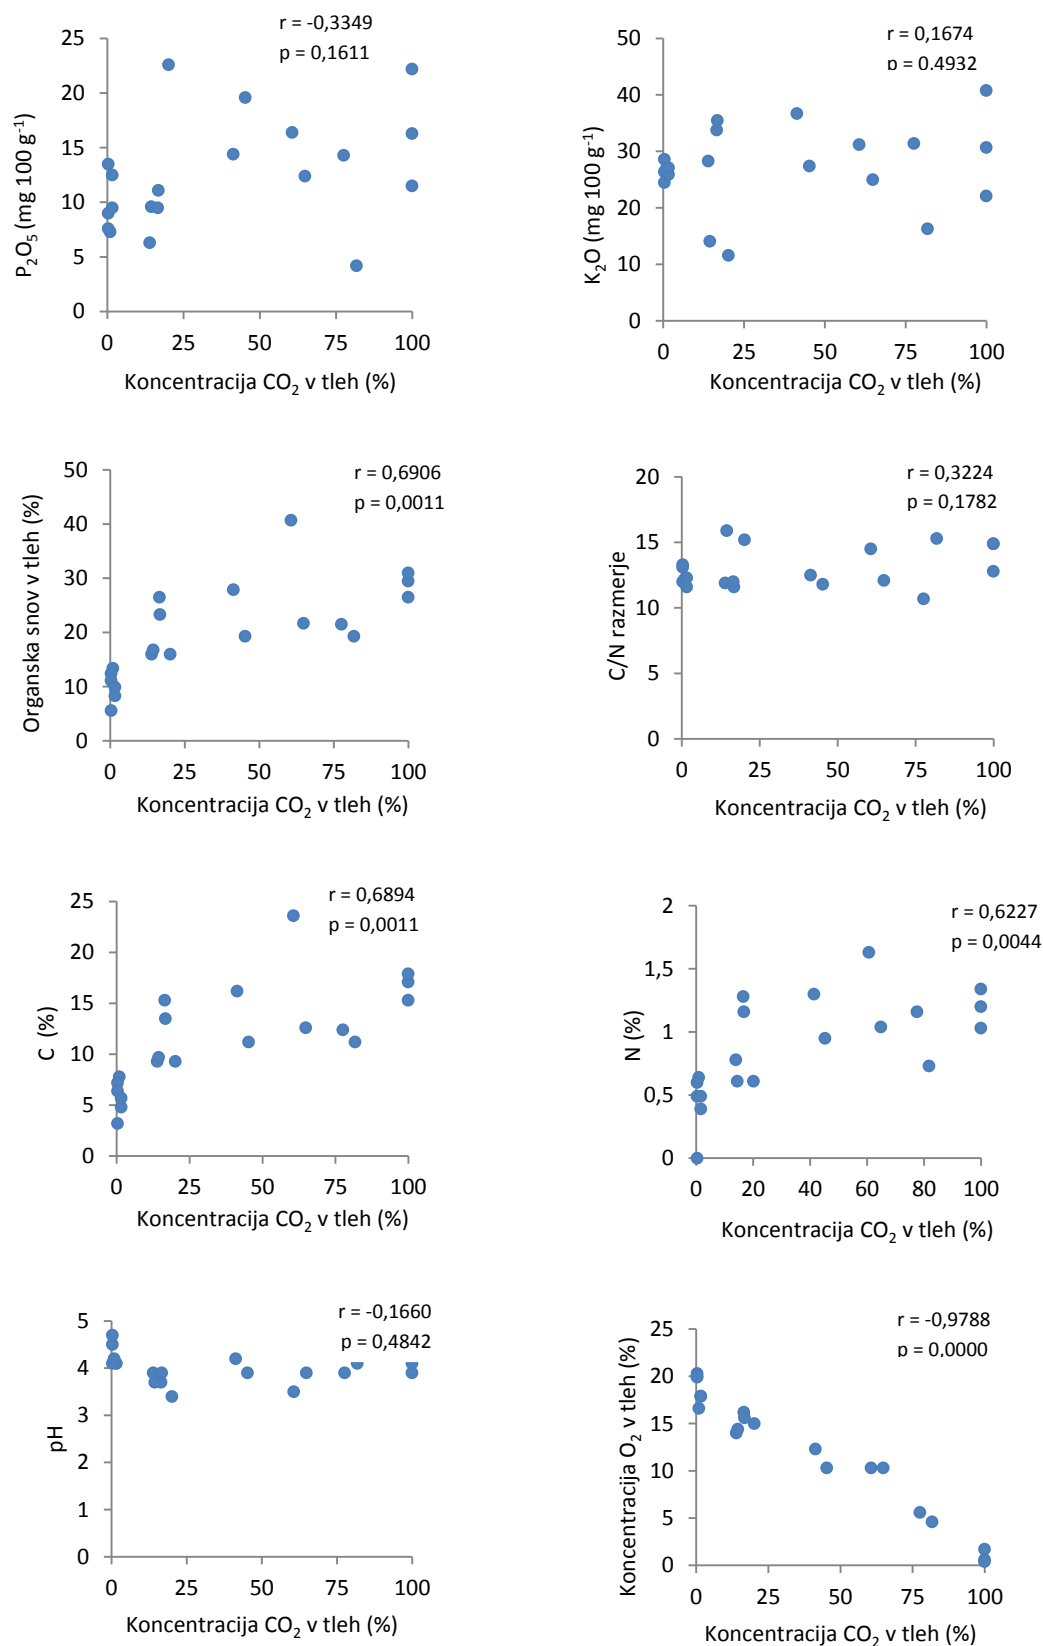 r = -0,3349
p = 0,1611
P₂O₅ (mg 100 g⁻¹)
25
20
15
10
5
0
0 25 50 75 100
Koncentracija CO₂ v tleh (%)
r = 0,1674
p = 0,4932
K₂O (mg 100 g⁻¹)
50
40
30
20
10
0
0 25 50 75 100
Koncentracija CO₂ v tleh (%)
r = 0,6906
p = 0,0011
Organska snov v tleh (%)
50
40
30
20
10
0
0 25 50 75 100
Koncentracija CO₂ v tleh (%)
r = 0,3224
p = 0,1782
C/N razmerje
20
15
10
5
0
0 25 50 75 100
Koncentracija CO₂ v tleh (%)
r = 0,6894
p = 0,0011
C (%)
25
20
15
10
5
0
0 25 50 75 100
Koncentracija CO₂ v tleh (%)
r = 0,6227
p = 0,0044
N (%)
2
1,5
1
0,5
0
0 20 40 60 80 100
Koncentracija CO₂ v tleh (%)
r = -0,1660
p = 0,4842
pH
5
4
3
2
1
0
0 25 50 75 100
Koncentracija CO₂ v tleh (%)
r = -0,9788
p = 0,0000
Koncentracija O₂ v tleh (%)
25
20
15
10
5
0
0 25 50 75 100
Koncentracija CO₂ v tleh (%)